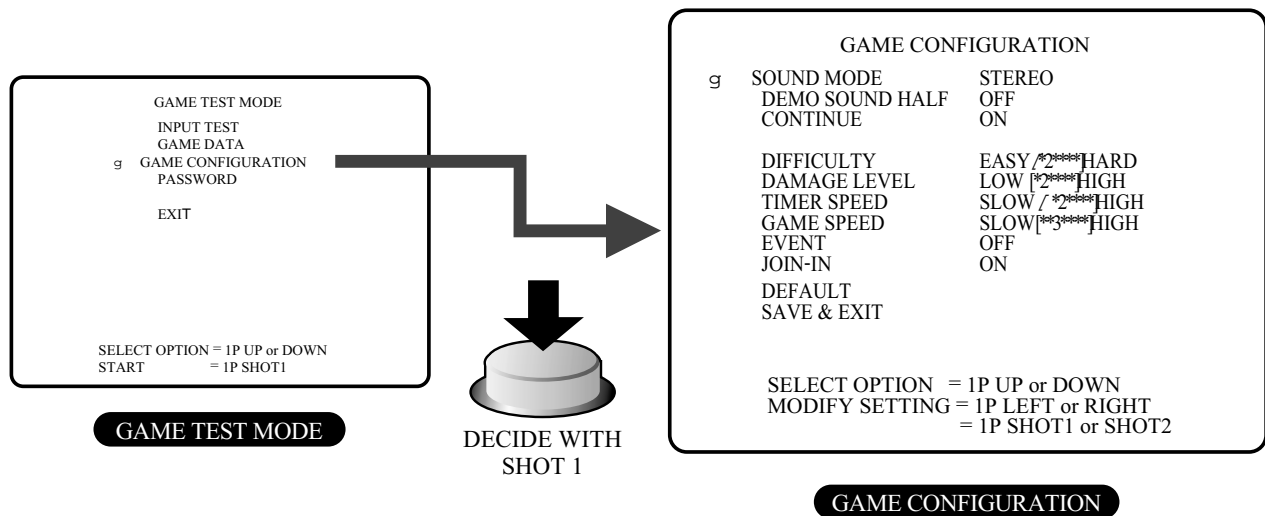 GAME TEST MODE
INPUT TEST
GAME DATA
g GAME CONFIGURATION
PASSWORD
EXIT
SELECT OPTION = 1P UP or DOWN
START = 1P SHOT1
GAME TEST MODE
DECIDE WITH
SHOT 1
GAME CONFIGURATION
g SOUND MODE STEREO
DEMO SOUND HALF OFF
CONTINUE ON
DIFFICULTY EASY [*2****]HARD
DAMAGE LEVEL LOW [*2****]HIGH
TIMER SPEED SLOW [ *2****]HIGH
GAME SPEED SLOW[**3****]HIGH
EVENT OFF
JOIN-IN ON
DEFAULT
SAVE & EXIT
SELECT OPTION = 1P UP or DOWN
MODIFY SETTING = 1P LEFT or RIGHT
= 1P SHOT1 or SHOT2
GAME CONFIGURATION